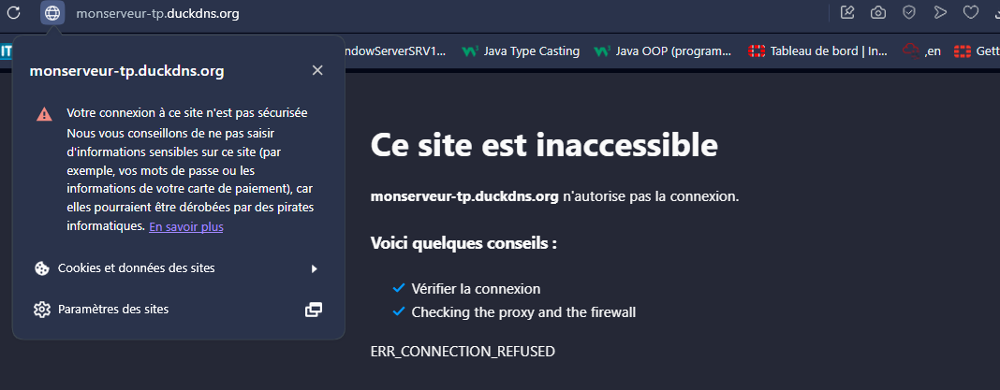 monserveur-tp.duckdns.org
IT
ndowServerSRV1...
Java Type Casting
Java OOP (program...
Tableau de bord | In...
,en
Gett
monserveur-tp.duckdns.org
Votre connexion à ce site n'est pas sécurisée
Nous vous conseillons de ne pas saisir
d'informations sensibles sur ce site (par
exemple, vos mots de passe ou les
informations de votre carte de paiement), car
elles pourraient être dérobées par des pirates
informatiques. En savoir plus
Cookies et données des sites
Paramètres des sites
Ce site est inaccessible
monserveur-tp.duckdns.org n'autorise pas la connexion.
Voici quelques conseils :
Vérifier la connexion
Checking the proxy and the firewall
ERR_CONNECTION_REFUSED